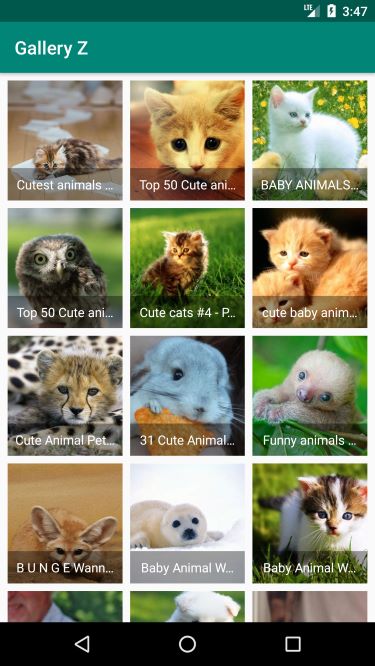 LTE 3:47
Gallery Z
Cutest animals ...
Top 50 Cute ani...
BABY ANIMALS...
Top 50 Cute ani...
Cute cats #4 - P...
cute baby anim...
Cute Animal Pet...
31 Cute Animal...
Funny animals ...
B U N G E Wann...
Baby Animal W...
Baby Animal W...